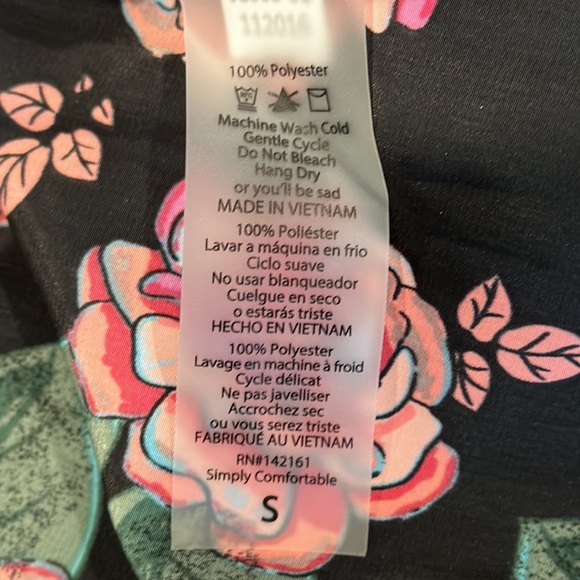 112016
100% Polyester
Machine Wash Cold
Gentle Cycle
Do Not Bleach
Hang Dry
or you'll be sad
MADE IN VIETNAM
100% Poliéster
Lavar a máquina en frio
Ciclo suave
No usar blanqueador
Cuelgue en seco
o estarás triste
HECHO EN VIETNAM
100% Polyester
Lavage en machine à froid
Cycle délicat
Ne pas javelliser
Accrochez sec
ou vous serez triste
FABRIQUÉ AU VIETNAM
RN#142161
Simply Comfortable
S